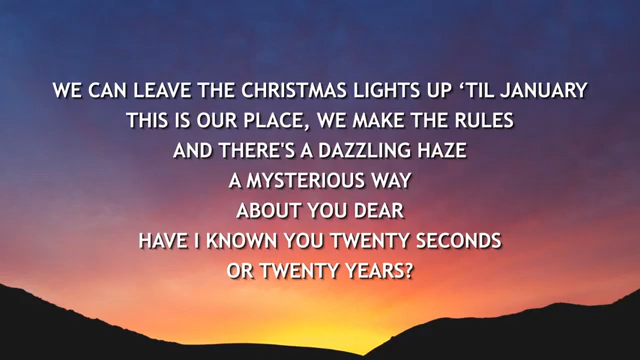 WE CAN LEAVE THE CHRISTMAS LIGHTS UP ‘TIL JANUARY
THIS IS OUR PLACE, WE MAKE THE RULES
AND THERE'S A DAZZLING HAZE
A MYSTERIOUS WAY
ABOUT YOU DEAR
HAVE I KNOWN YOU TWENTY SECONDS
OR TWENTY YEARS?